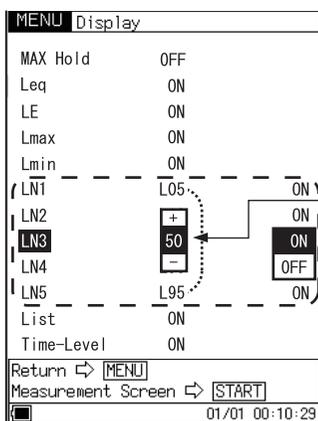 MENU Display
MAX Hold OFF
Leq ON
LE ON
Lmax ON
Lmin ON
LN1 L05 ON
LN2 + ON
LN3 50 ON
LN4 − OFF
LN5 L95 ON
List ON
Time-Level ON
Return ⇨ MENU
Measurement Screen ⇨ START
01/01 00:10:29